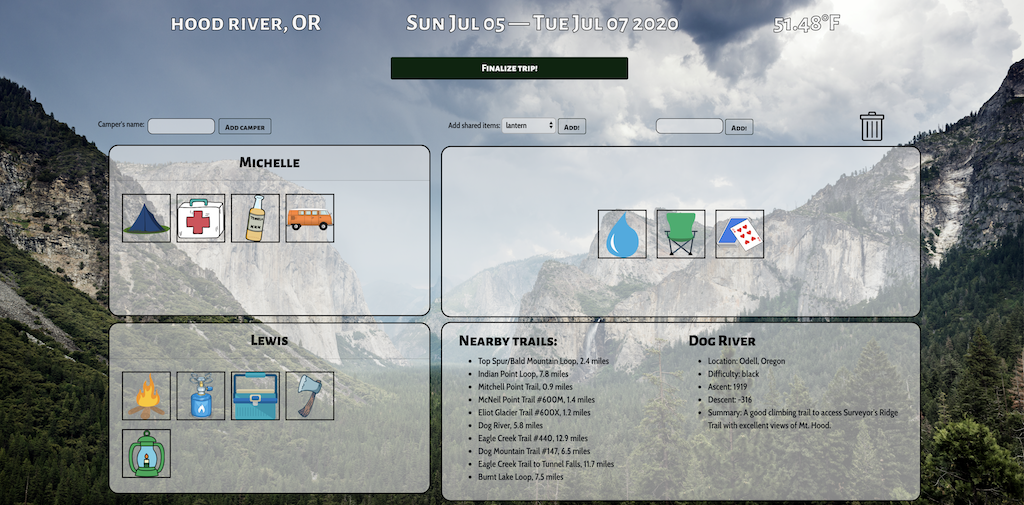 HOOD RIVER, OR
SUN JUL 05 — TUE JUL 07 2020
51.48°F
FINALIZE TRIP!
Camper's name:
ADD CAMPER
Add shared items:
lantern
ADD!
ADD!
MICHELLE
LEWIS
NEARBY TRAILS:
Top Spur/Bald Mountain Loop, 2.4 miles
Indian Point Loop, 7.8 miles
Mitchell Point Trail, 0.9 miles
McNeil Point Trail #600M, 1.4 miles
Eliot Glacier Trail #600X, 1.2 miles
Dog River, 5.8 miles
Eagle Creek Trail #440, 12.9 miles
Dog Mountain Trail #147, 6.5 miles
Eagle Creek Trail to Tunnel Falls, 11.7 miles
Burnt Lake Loop, 7.5 miles
DOG RIVER
Location: Odell, Oregon
Difficulty: black
Ascent: 1919
Descent: -316
Summary: A good climbing trail to access Surveyor's Ridge
Trail with excellent views of Mt. Hood.